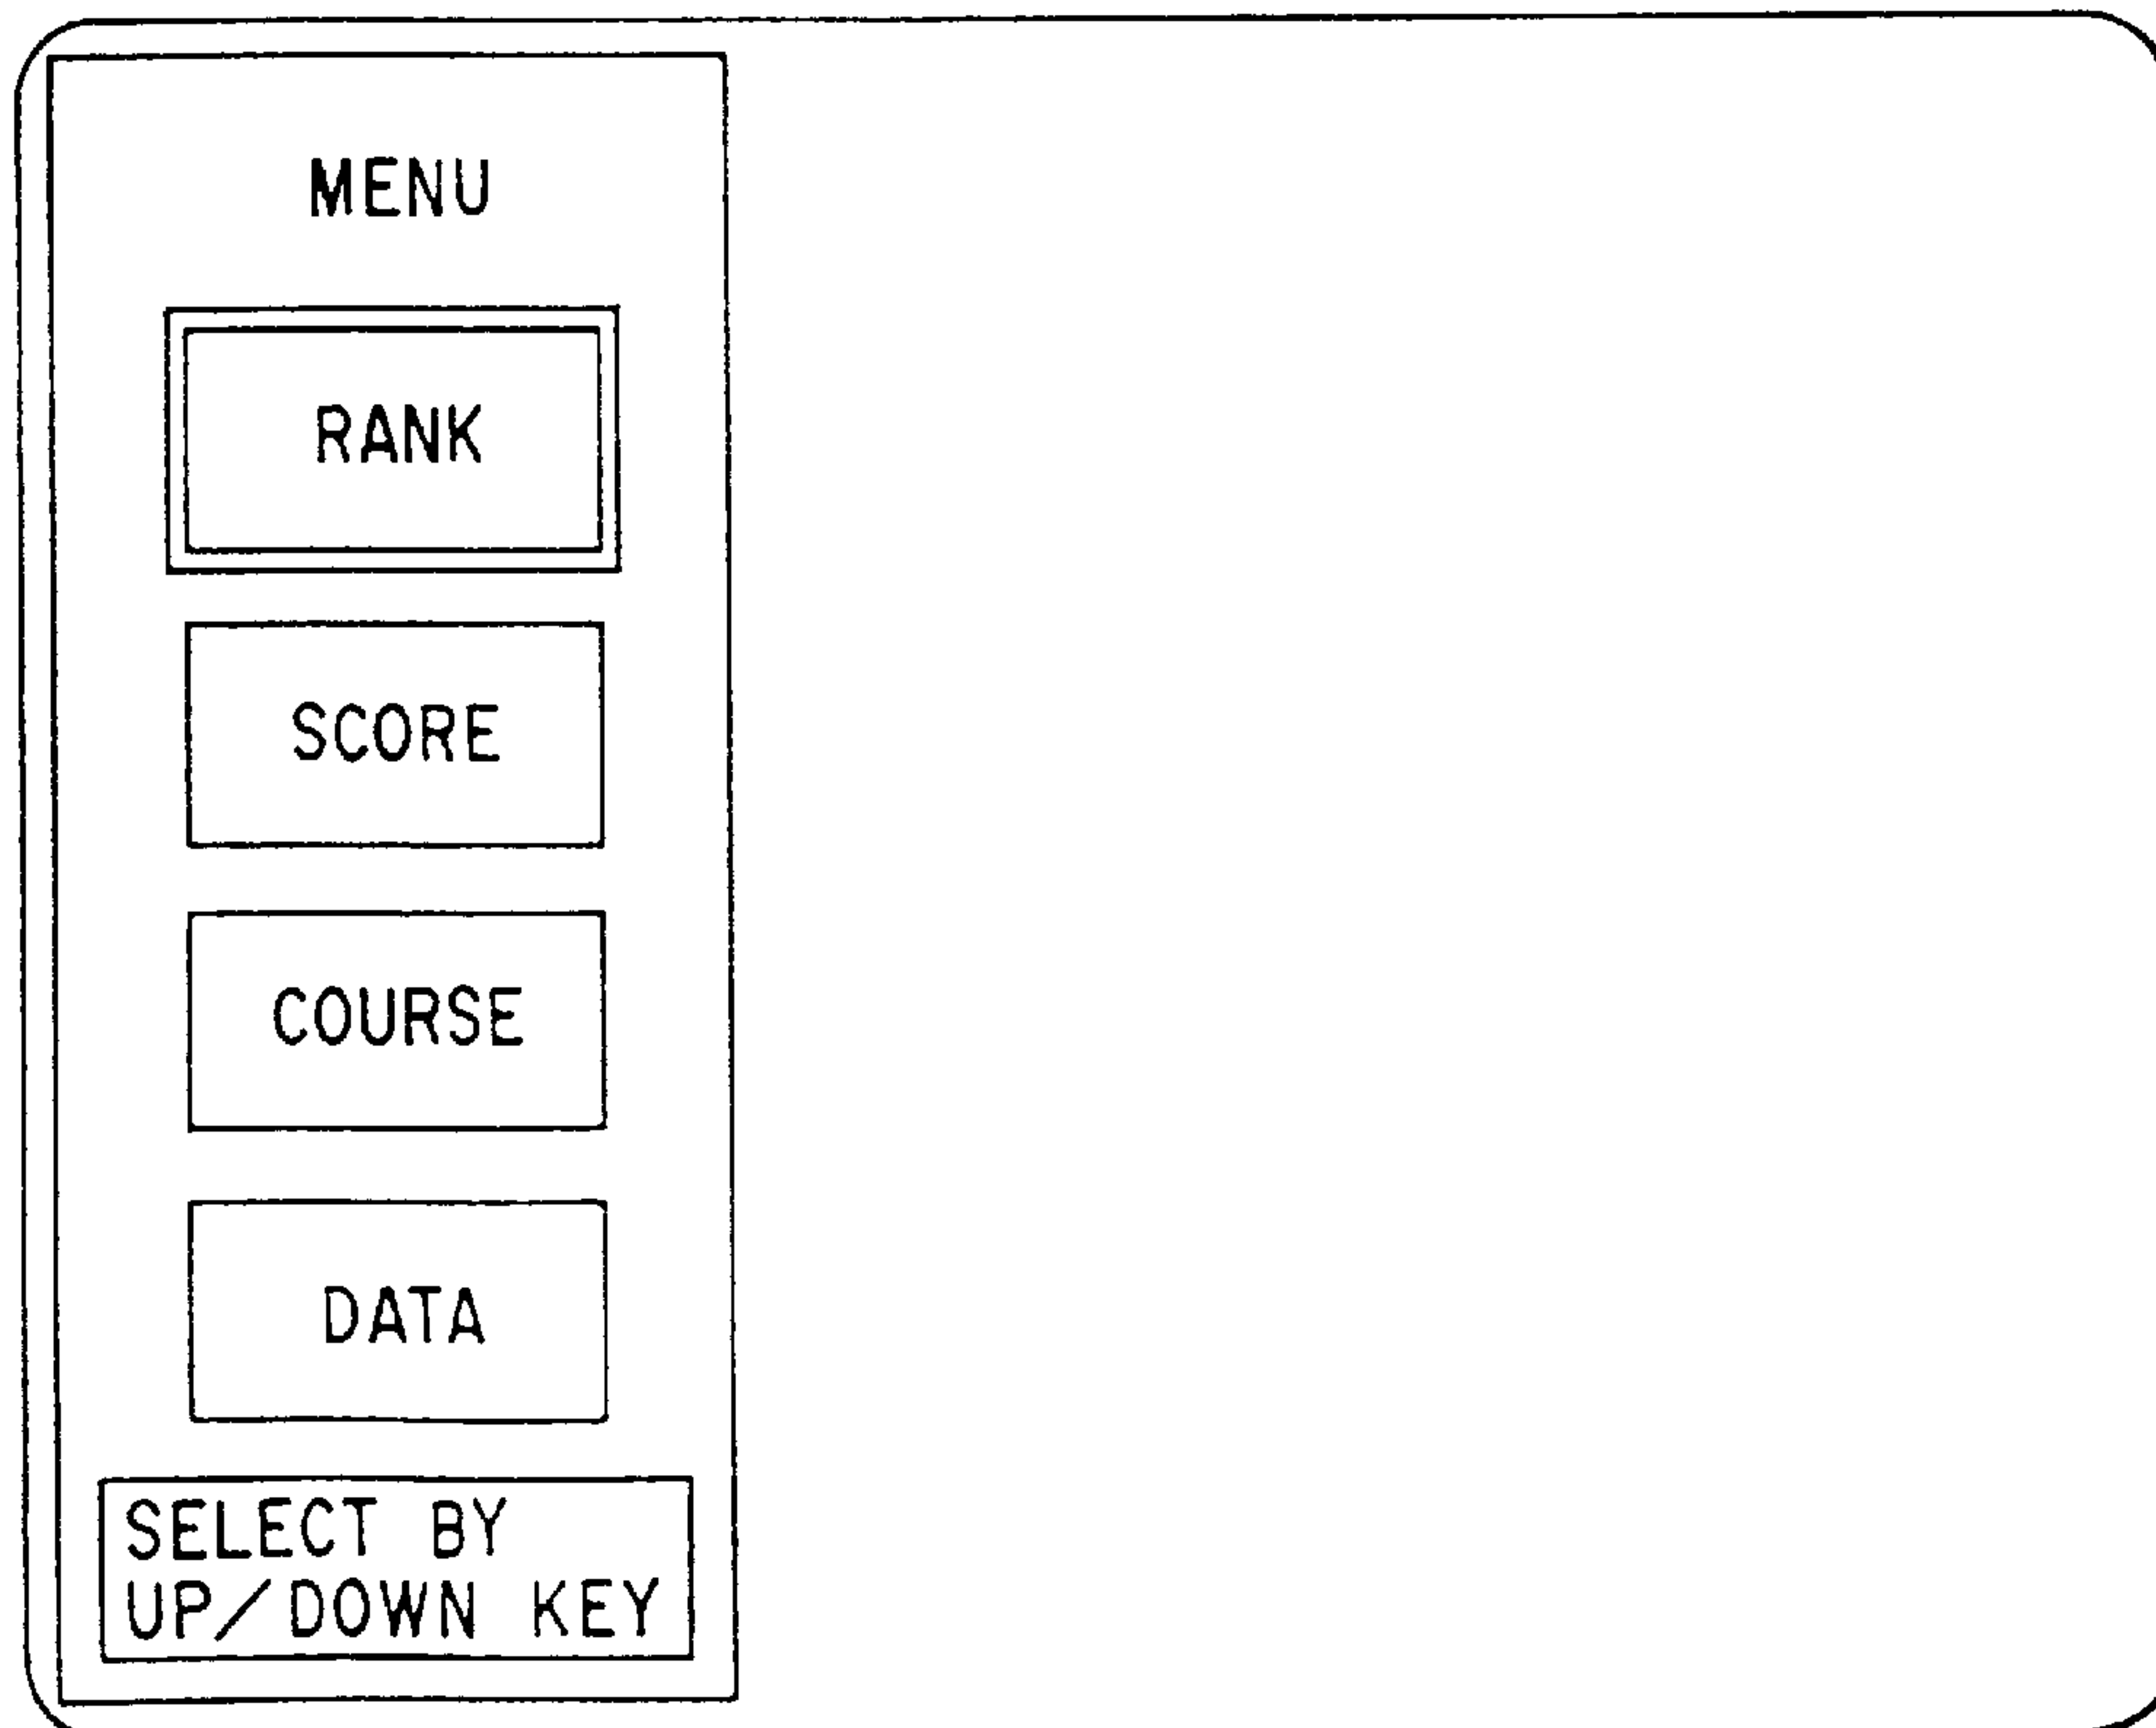 MENU
RANK
SCORE
COURSE
DATA
SELECT BY
UP/DOWN KEY